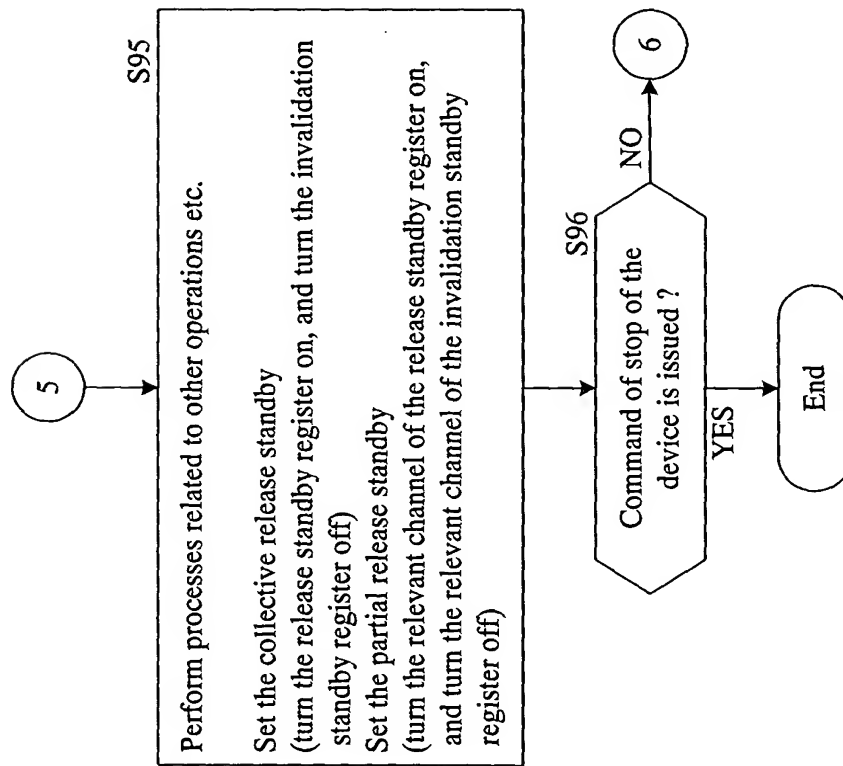 5
S95
Perform processes related to other operations etc.
Set the collective release standby
(turn the release standby register on, and turn the invalidation
standby register off)
Set the partial release standby
(turn the relevant channel of the release standby register on,
and turn the relevant channel of the invalidation standby
register off)
S96
Command of stop of the
device is issued ?
NO
6
YES
End